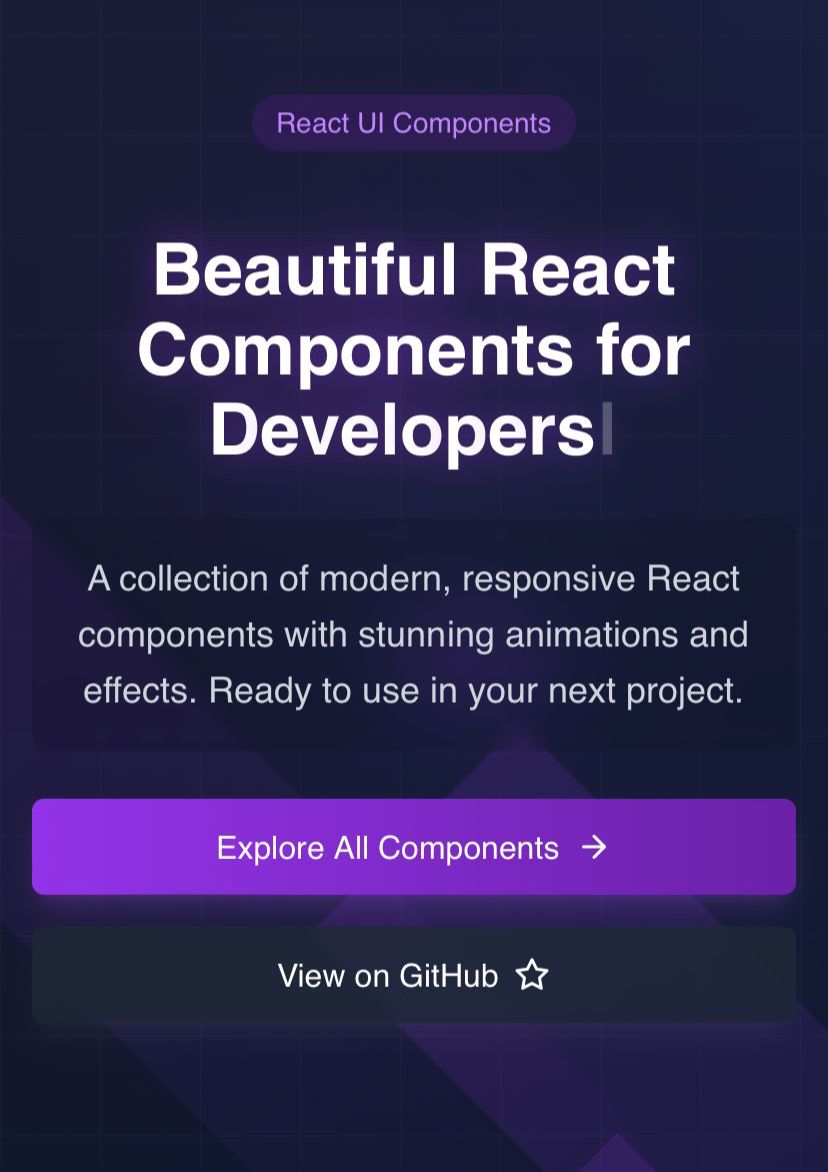 React UI Components
Beautiful React
Components for
Developers
A collection of modern, responsive React
components with stunning animations and
effects. Ready to use in your next project.
Explore All Components
View on GitHub